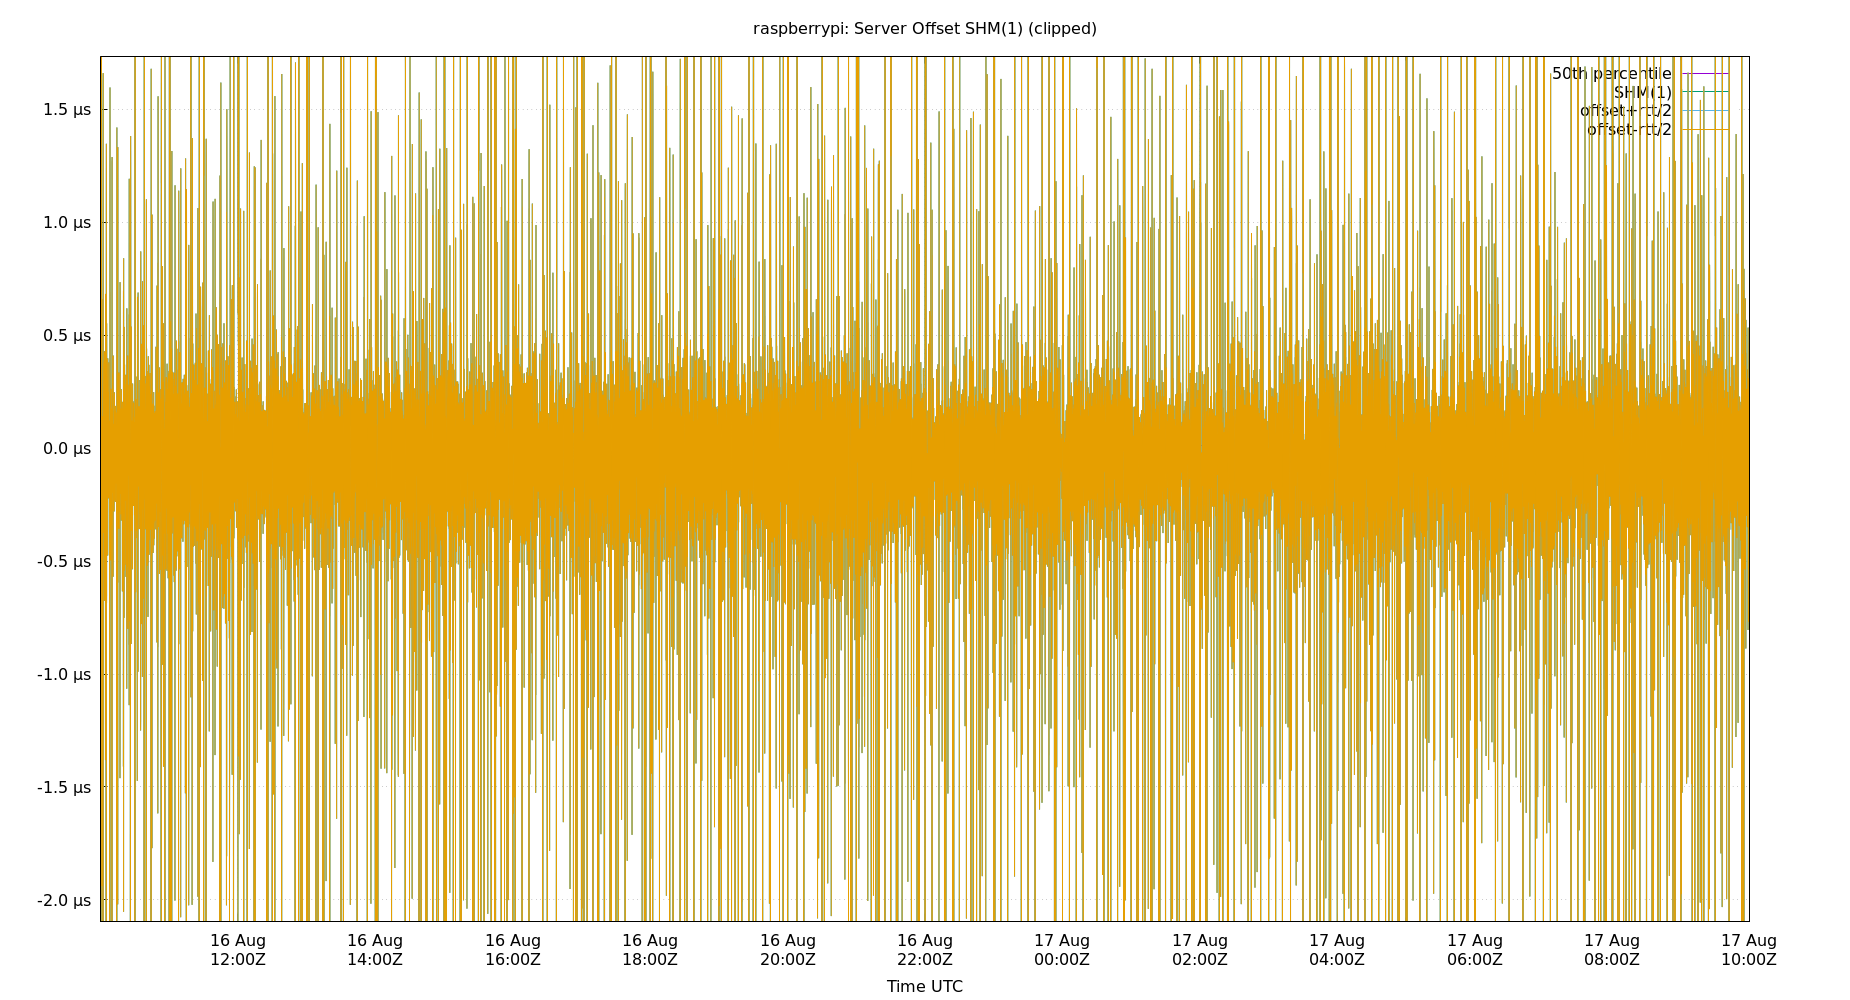 raspberrypi: Server Offset SHM(1) (clipped)
50th percentile
SHM(1)
offset+rtt/2
offset-rtt/2
1.5 µs
1.0 µs
0.5 µs
0.0 µs
-0.5 µs
-1.0 µs
-1.5 µs
-2.0 µs
16 Aug 16 Aug 16 Aug 16 Aug 16 Aug 16 Aug 17 Aug 17 Aug 17 Aug 17 Aug 17 Aug 17 Aug
12:00Z 14:00Z 16:00Z 18:00Z 20:00Z 22:00Z 00:00Z 02:00Z 04:00Z 06:00Z 08:00Z 10:00Z
Time UTC